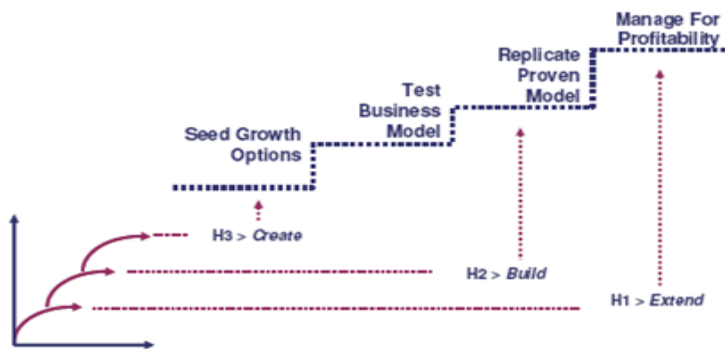 Manage For
Profitability
Replicate
Proven
Model
Test
Business
Model
Seed Growth
Options
H3 > Create
H2 > Build
H1 > Extend